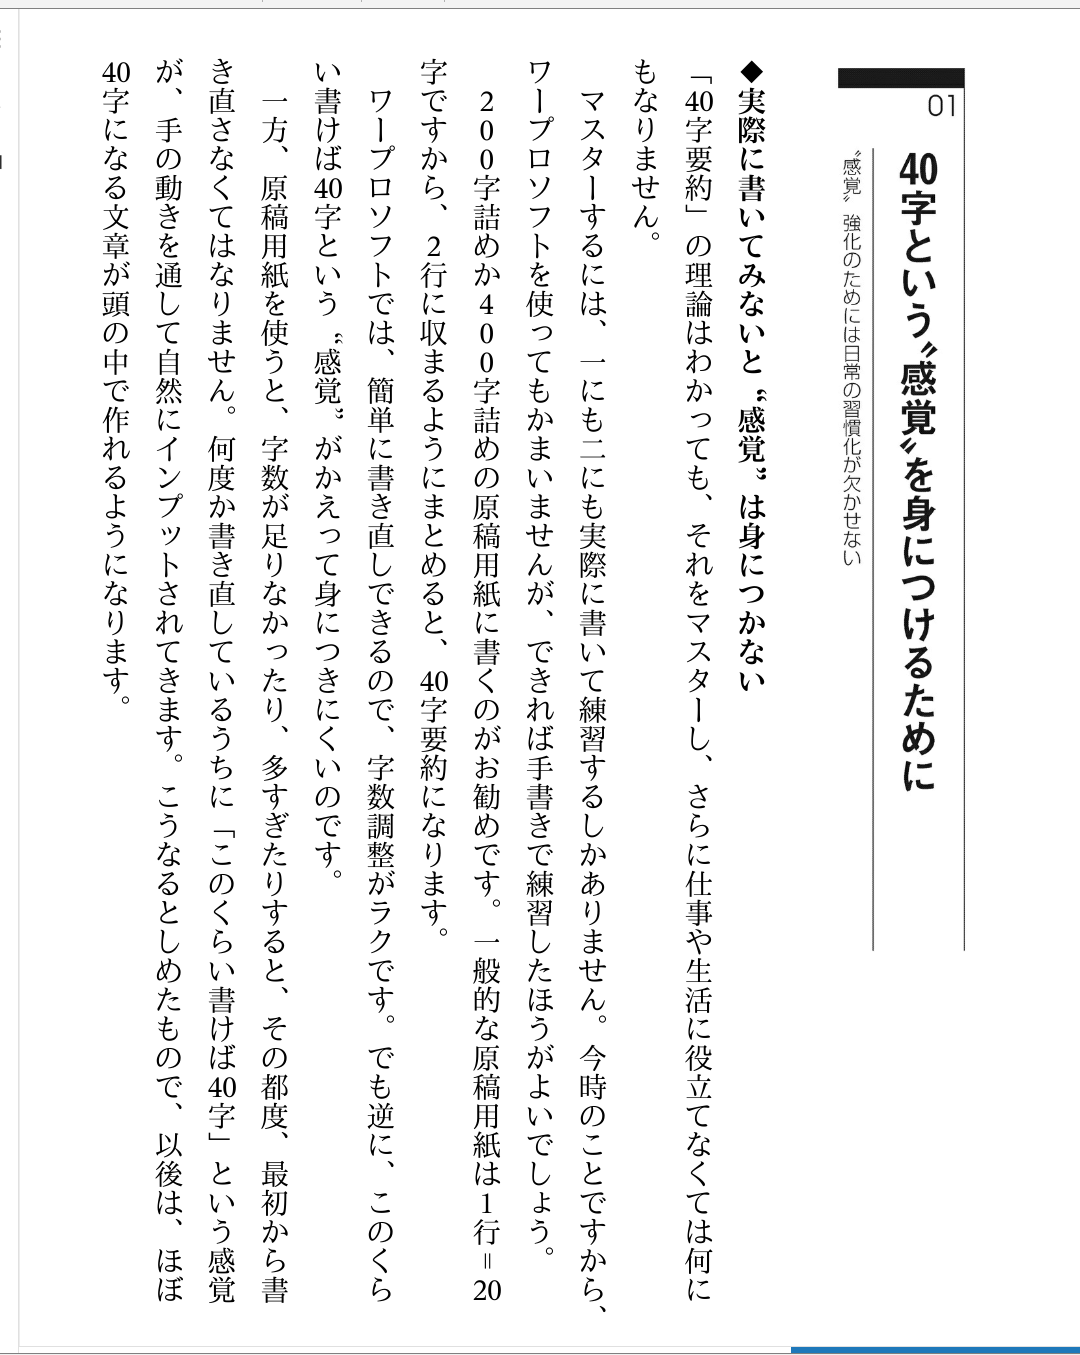 01
40字という〝感覚〟を身につけるために
〝感覚〟強化のためには日常の習慣化が欠かせない
◆実際に書いてみないと〝感覚〟は身につかない
「40字要約」の理論はわかっても、それをマスターし、さらに仕事や生活に役立てなくては何に
もなりません。
マスターするには、一にも二にも実際に書いて練習するしかありません。今時のことですから、
ワープロソフトを使ってもかまいませんが、できれば手書きで練習したほうがよいでしょう。
200字詰めか400字詰めの原稿用紙に書くのがお勧めです。一般的な原稿用紙は1行=20
字ですから、2行に収まるようにまとめると、40字要約になります。
ワープロソフトでは、簡単に書き直しできるので、字数調整がラクです。でも逆に、このくら
い書けば40字という〝感覚〟がかえって身につきにくいのです。
一方、原稿用紙を使うと、字数が足りなかったり、多すぎたりすると、その都度、最初から書
き直さなくてはなりません。何度か書き直しているうちに「このくらい書けば40字」という感覚
が、手の動きを通して自然にインプットされてきます。こうなるとしめたもので、以後は、ほぼ
40字になる文章が頭の中で作れるようになります。